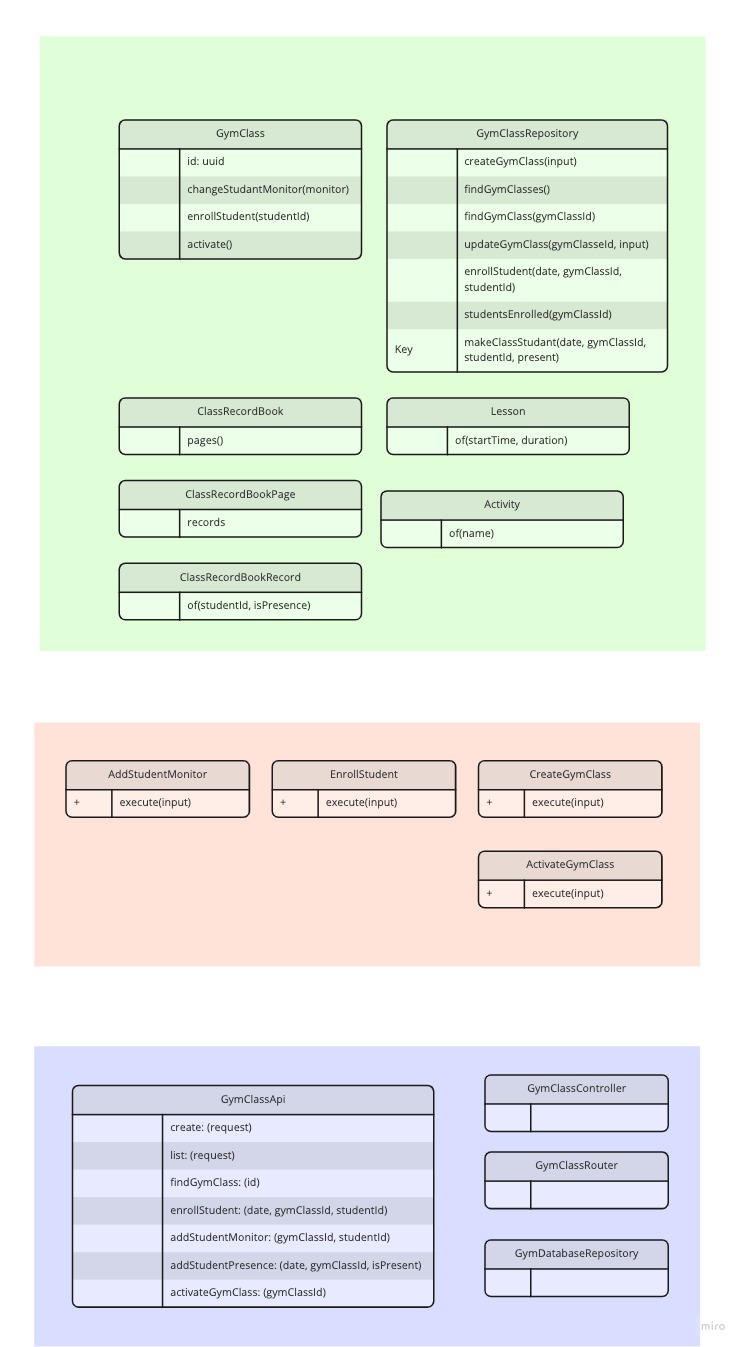 GymClass
id: uuid
changeStudantMonitor(monitor)
enrollStudent(studentId)
activate()
GymClassRepository
createGymClass(input)
findGymClasses()
findGymClass(gymClassId)
updateGymClass(gymClasseId, input)
enrollStudent(date, gymClassId,
studentId)
studentsEnrolled(gymClassId)
Key
makeClassStudant(date, gymClassId,
studentId, present)
ClassRecordBook
pages()
Lesson
of(startTime, duration)
ClassRecordBookPage
records
Activity
of(name)
ClassRecordBookRecord
of(studentId, isPresence)
AddStudentMonitor
+ execute(input)
EnrollStudent
+ execute(input)
CreateGymClass
+ execute(input)
ActivateGymClass
+ execute(input)
GymClassApi
create: (request)
list: (request)
findGymClass: (id)
enrollStudent: (date, gymClassId, studentId)
addStudentMonitor: (gymClassId, studentId)
addStudentPresence: (date, gymClassId, isPresent)
activateGymClass: (gymClassId)
GymClassController
GymClassRouter
GymDatabaseRepository
miro